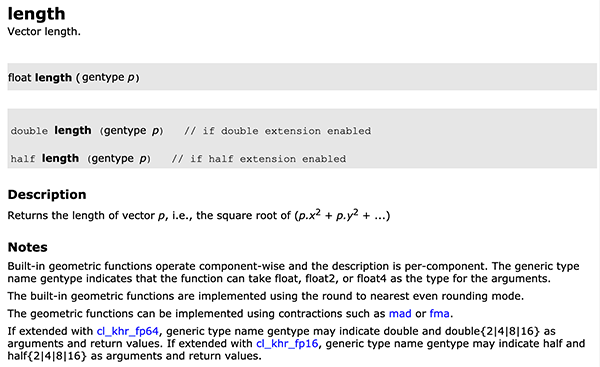 length
Vector length.
float length (gentype p)
double length (gentype p) // if double extension enabled
half length (gentype p) // if half extension enabled
Description
Returns the length of vector p, i.e., the square root of (p.x² + p.y² + ...)
Notes
Built-in geometric functions operate component-wise and the description is per-component. The generic type
name gentype indicates that the function can take float, float2, or float4 as the type for the arguments.
The built-in geometric functions are implemented using the round to nearest even rounding mode.
The geometric functions can be implemented using contractions such as mad or fma.
If extended with cl_khr_fp64, generic type name gentype may indicate double and double{2|4|8|16} as
arguments and return values. If extended with cl_khr_fp16, generic type name gentype may indicate half and
half{2|4|8|16} as arguments and return values.